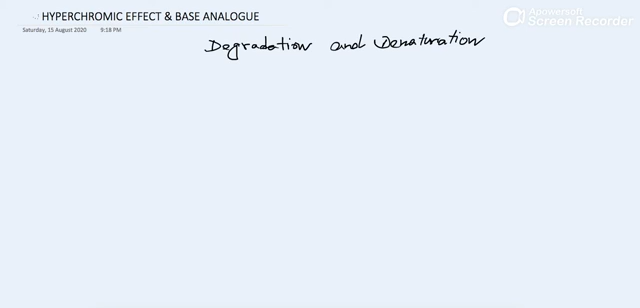 HYPERCHROMIC EFFECT & BASE ANALOGUE
Saturday, 15 August 2020 9:18 PM
Degradation and Denaturation
Apowersoft
Screen Recorder